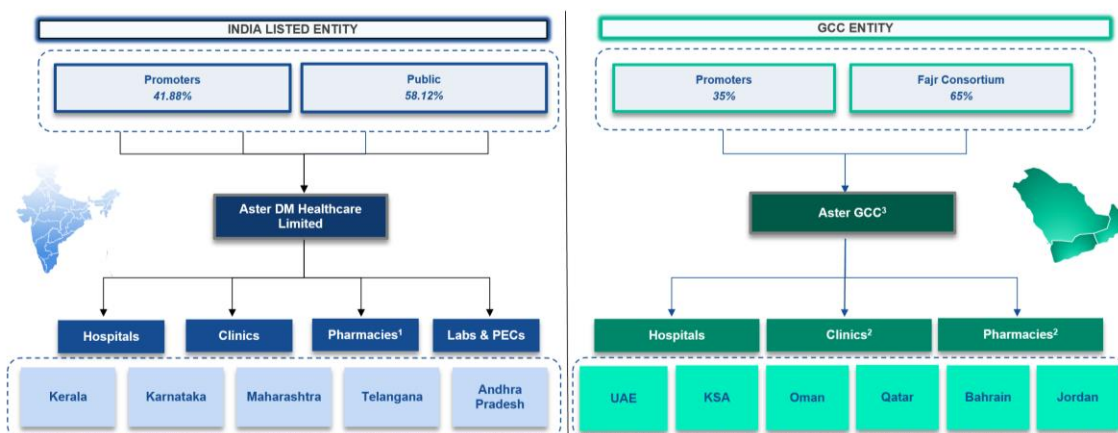 INDIA LISTED ENTITY
Promoters
41.88%
Public
58.12%
Aster DM Healthcare
Limited
Hospitals
Clinics
Pharmacies¹
Labs & PECs
Kerala
Karnataka
Maharashtra
Telangana
Andhra
Pradesh
GCC ENTITY
Promoters
35%
Fajr Consortium
65%
Aster GCC³
Hospitals
Clinics²
Pharmacies²
UAE
KSA
Oman
Qatar
Bahrain
Jordan